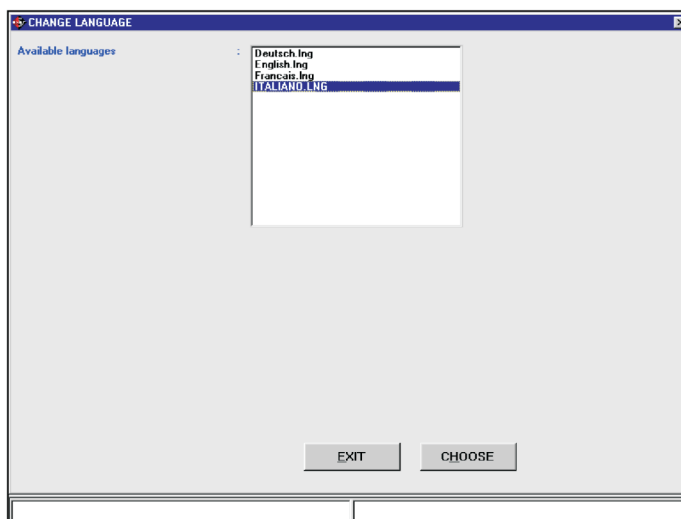 CHANGE LANGUAGE
Available languages :
Deutsch.lng
English.lng
Francais.lng
ITALIANO.LNG
EXIT CHOOSE